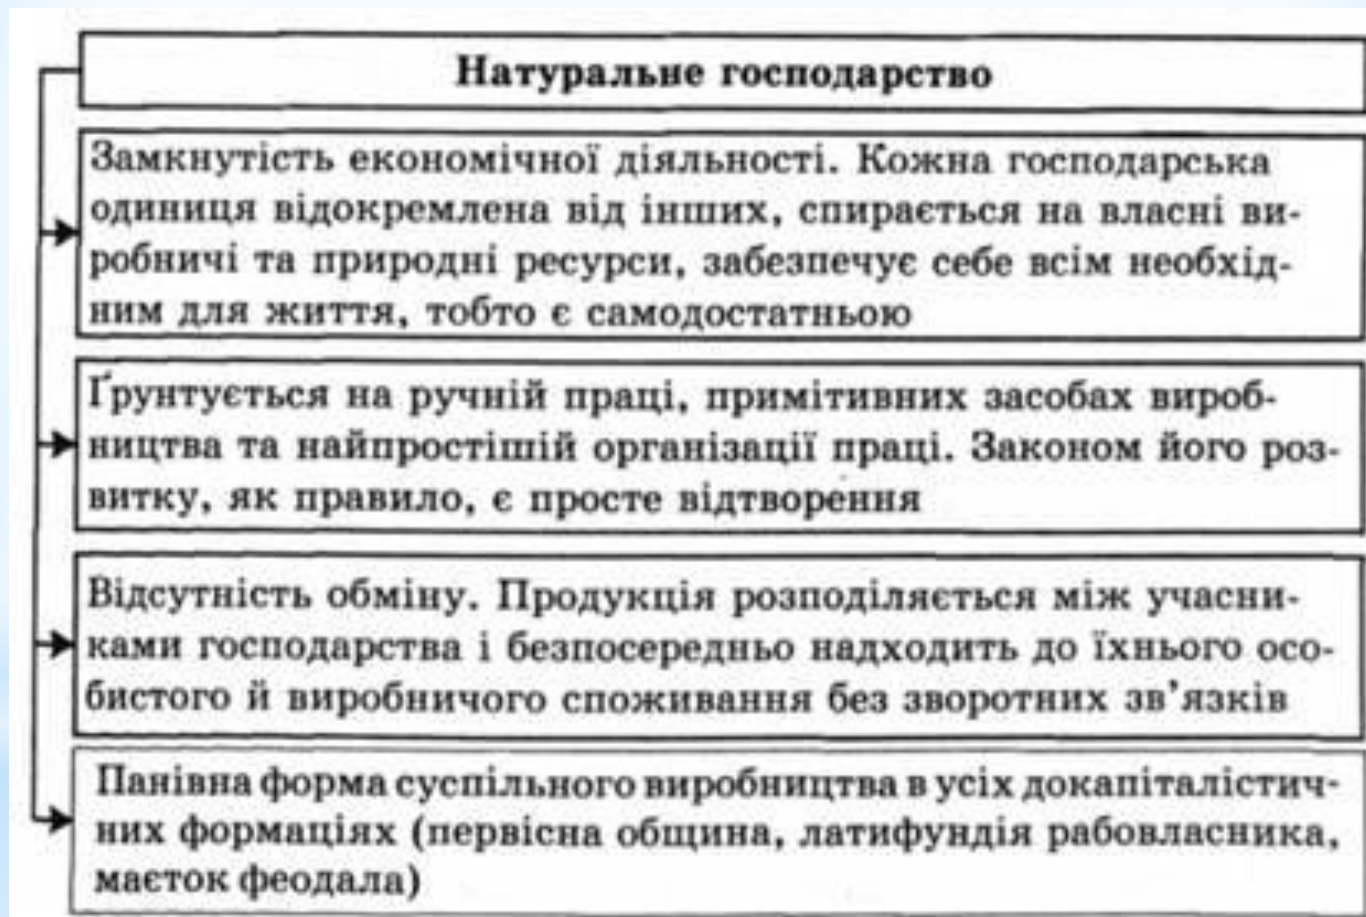 Натуральне господарство
Замкнутість економічної діяльності. Кожна господарська
одиниця відокремлена від інших, спирається на власні ви-
робничі та природні ресурси, забезпечує себе всім необхід-
ним для життя, тобто є самодостатньою
Ґрунтується на ручній праці, примітивних засобах вироб-
ництва та найпростішій організації праці. Законом його роз-
витку, як правило, є просте відтворення
Відсутність обміну. Продукція розподіляється між учасни-
ками господарства і безпосередньо надходить до їхнього осо-
бистого й виробничого споживання без зворотних зв’язків
Панівна форма суспільного виробництва в усіх докапіталістич-
них формаціях (первісна община, латифундія рабовласника,
маєток феодала)